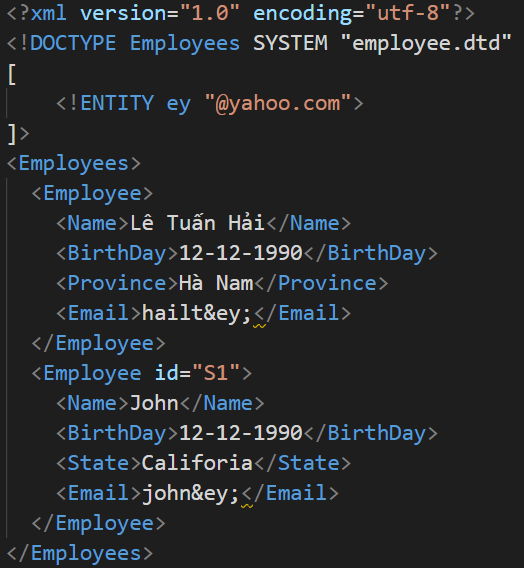 <?xml version="1.0" encoding="utf-8"?>
<!DOCTYPE Employees SYSTEM "employee.dtd"
[
    <!ENTITY ey "@yahoo.com">
]>
<Employees>
  <Employee>
    <Name>Lê Tuấn Hải</Name>
    <BirthDay>12-12-1990</BirthDay>
    <Province>Hà Nam</Province>
    <Email>hailt&ey;</Email>
  </Employee>
  <Employee id="S1">
    <Name>John</Name>
    <BirthDay>12-12-1990</BirthDay>
    <State>Califoria</State>
    <Email>john&ey;</Email>
  </Employee>
</Employees>